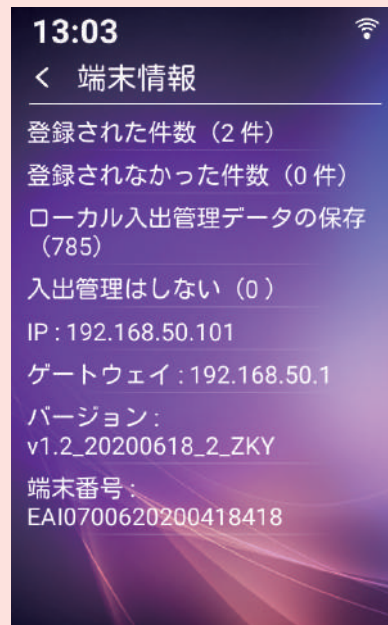 13:03
< 端末情報
登録された件数（2 件）
登録されなかった件数（0 件）
ローカル入出管理データの保存
（785）
入出管理はしない（0 ）
IP : 192.168.50.101
ゲートウェイ : 192.168.50.1
バージョン :
v1.2_20200618_2_ZKY
端末番号 :
EAI0700620200418418